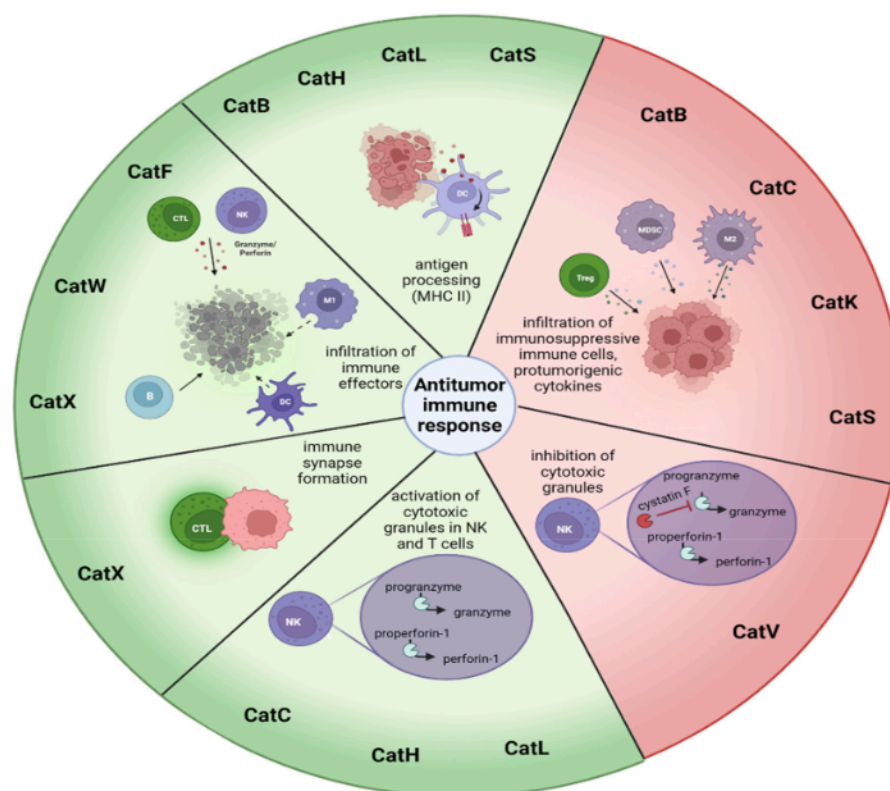 CatB
CatH
CatL
CatS
DC
antigen
processing
(MHC II)
CatB
CatC
CatK
CatS
MDSC
M2
Treg
infiltration of
immunosuppressive
immune cells,
protumorigenic
cytokines
CatF
CatW
CatX
CTL
NK
Granzyme/
Perforin
M1
B
DC
infiltration of
immune
effectors
Antitumor
immune
response
immune
synapse
formation
CTL
CatX
activation of
cytotoxic
granules in NK
and T cells
NK
progranzyme
granzyme
properforin-1
perforin-1
CatC
CatH
CatL
inhibition of
cytotoxic
granules
NK
progranzyme
cystatin F
granzyme
properforin-1
perforin-1
CatV